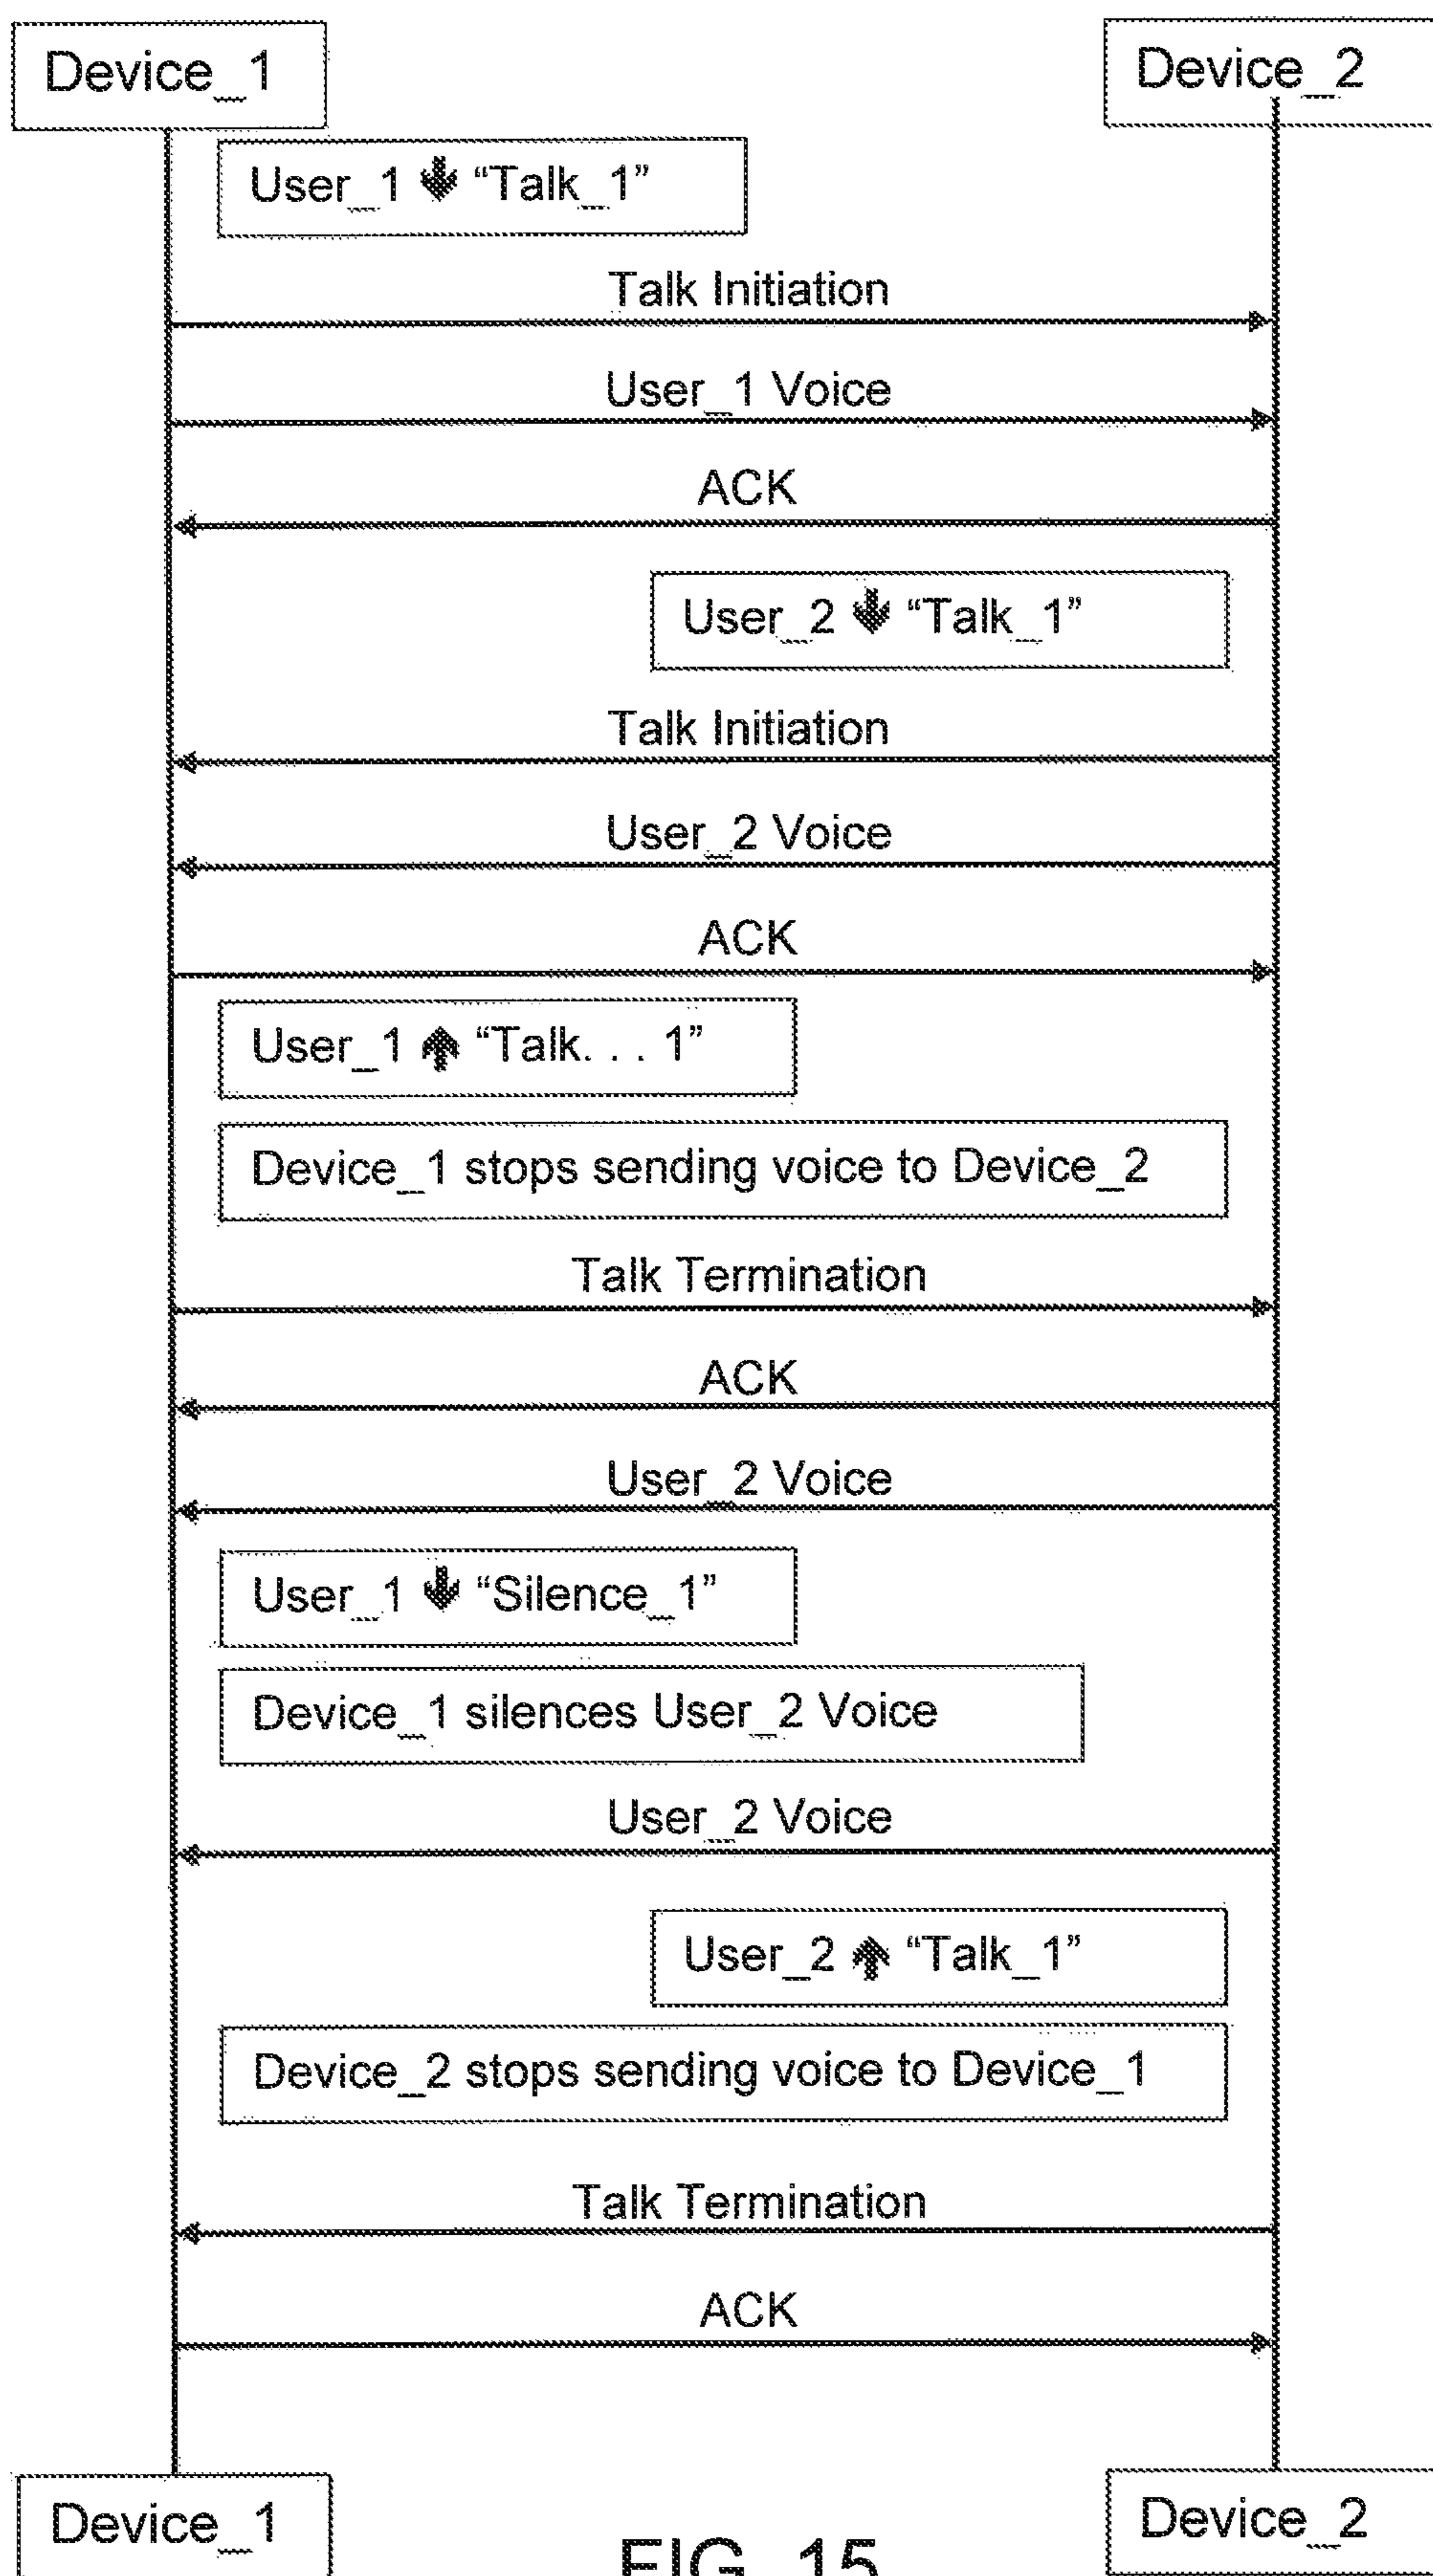 Device_1
Device_2
User_1 🡇 “Talk_1”
Talk Initiation
User_1 Voice
ACK
User_2 🡇 “Talk_1”
Talk Initiation
User_2 Voice
ACK
User_1 🡅 “Talk. . . 1”
Device_1 stops sending voice to Device_2
Talk Termination
ACK
User_2 Voice
User_1 🡇 “Silence_1”
Device_1 silences User_2 Voice
User_2 Voice
User_2 🡅 “Talk_1”
Device_2 stops sending voice to Device_1
Talk Termination
ACK
Device_1
Device_2
FIG. 15